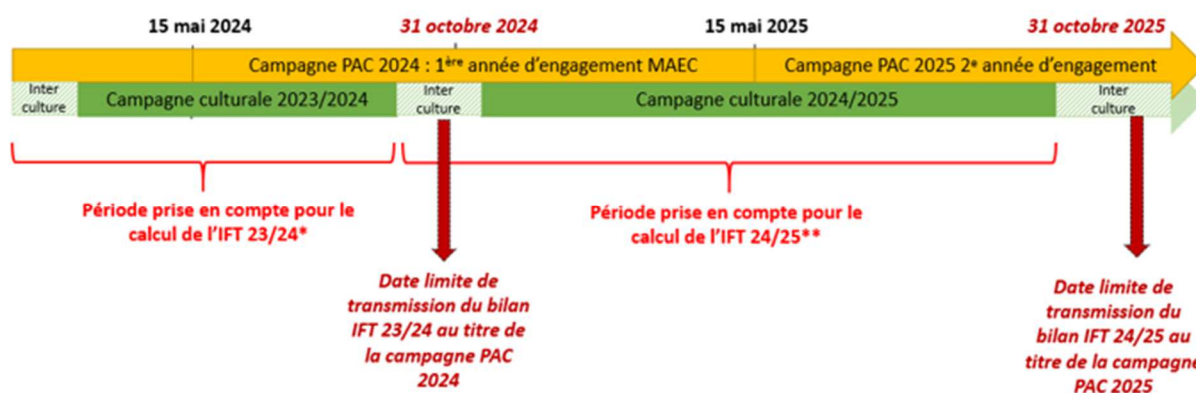 15 mai 2024
31 octobre 2024
15 mai 2025
31 octobre 2025
Campagne PAC 2024 : 1ère année d'engagement MAEC
Campagne PAC 2025 2e année d'engagement
Inter
culture
Campagne culturale 2023/2024
Inter
culture
Campagne culturale 2024/2025
Inter
culture
Période prise en compte pour le
calcul de l'IFT 23/24*
Période prise en compte pour le
calcul de l'IFT 24/25**
Date limite de
transmission du bilan
IFT 23/24 au titre de
la campagne PAC
2024
Date limite de
transmission du
bilan IFT 24/25 au
titre de la campagne
PAC 2025